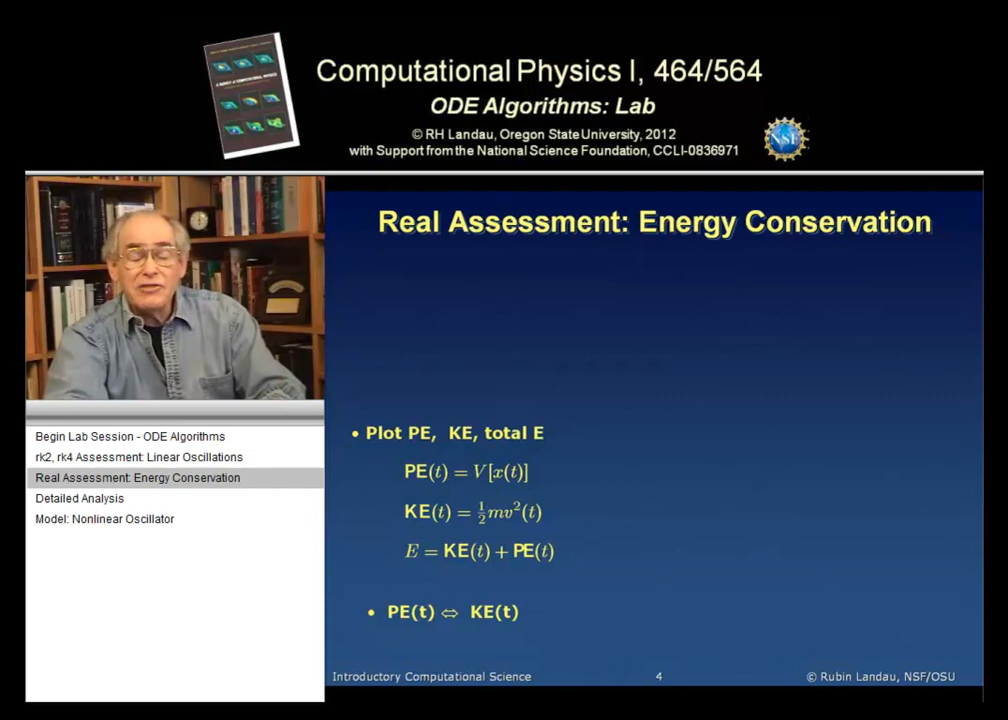 Computational Physics I, 464/564
ODE Algorithms: Lab
© RH Landau, Oregon State University, 2012
with Support from the National Science Foundation, CCLI-0836971
NSF
Real Assessment: Energy Conservation
Begin Lab Session - ODE Algorithms
rk2, rk4 Assessment: Linear Oscillations
Real Assessment: Energy Conservation
Detailed Analysis
Model: Nonlinear Oscillator
• Plot PE, KE, total E
PE(t) = V[x(t)]
KE(t) = ½mv²(t)
E = KE(t) + PE(t)
• PE(t) ⇔ KE(t)
Introductory Computational Science 4 © Rubin Landau, NSF/OSU